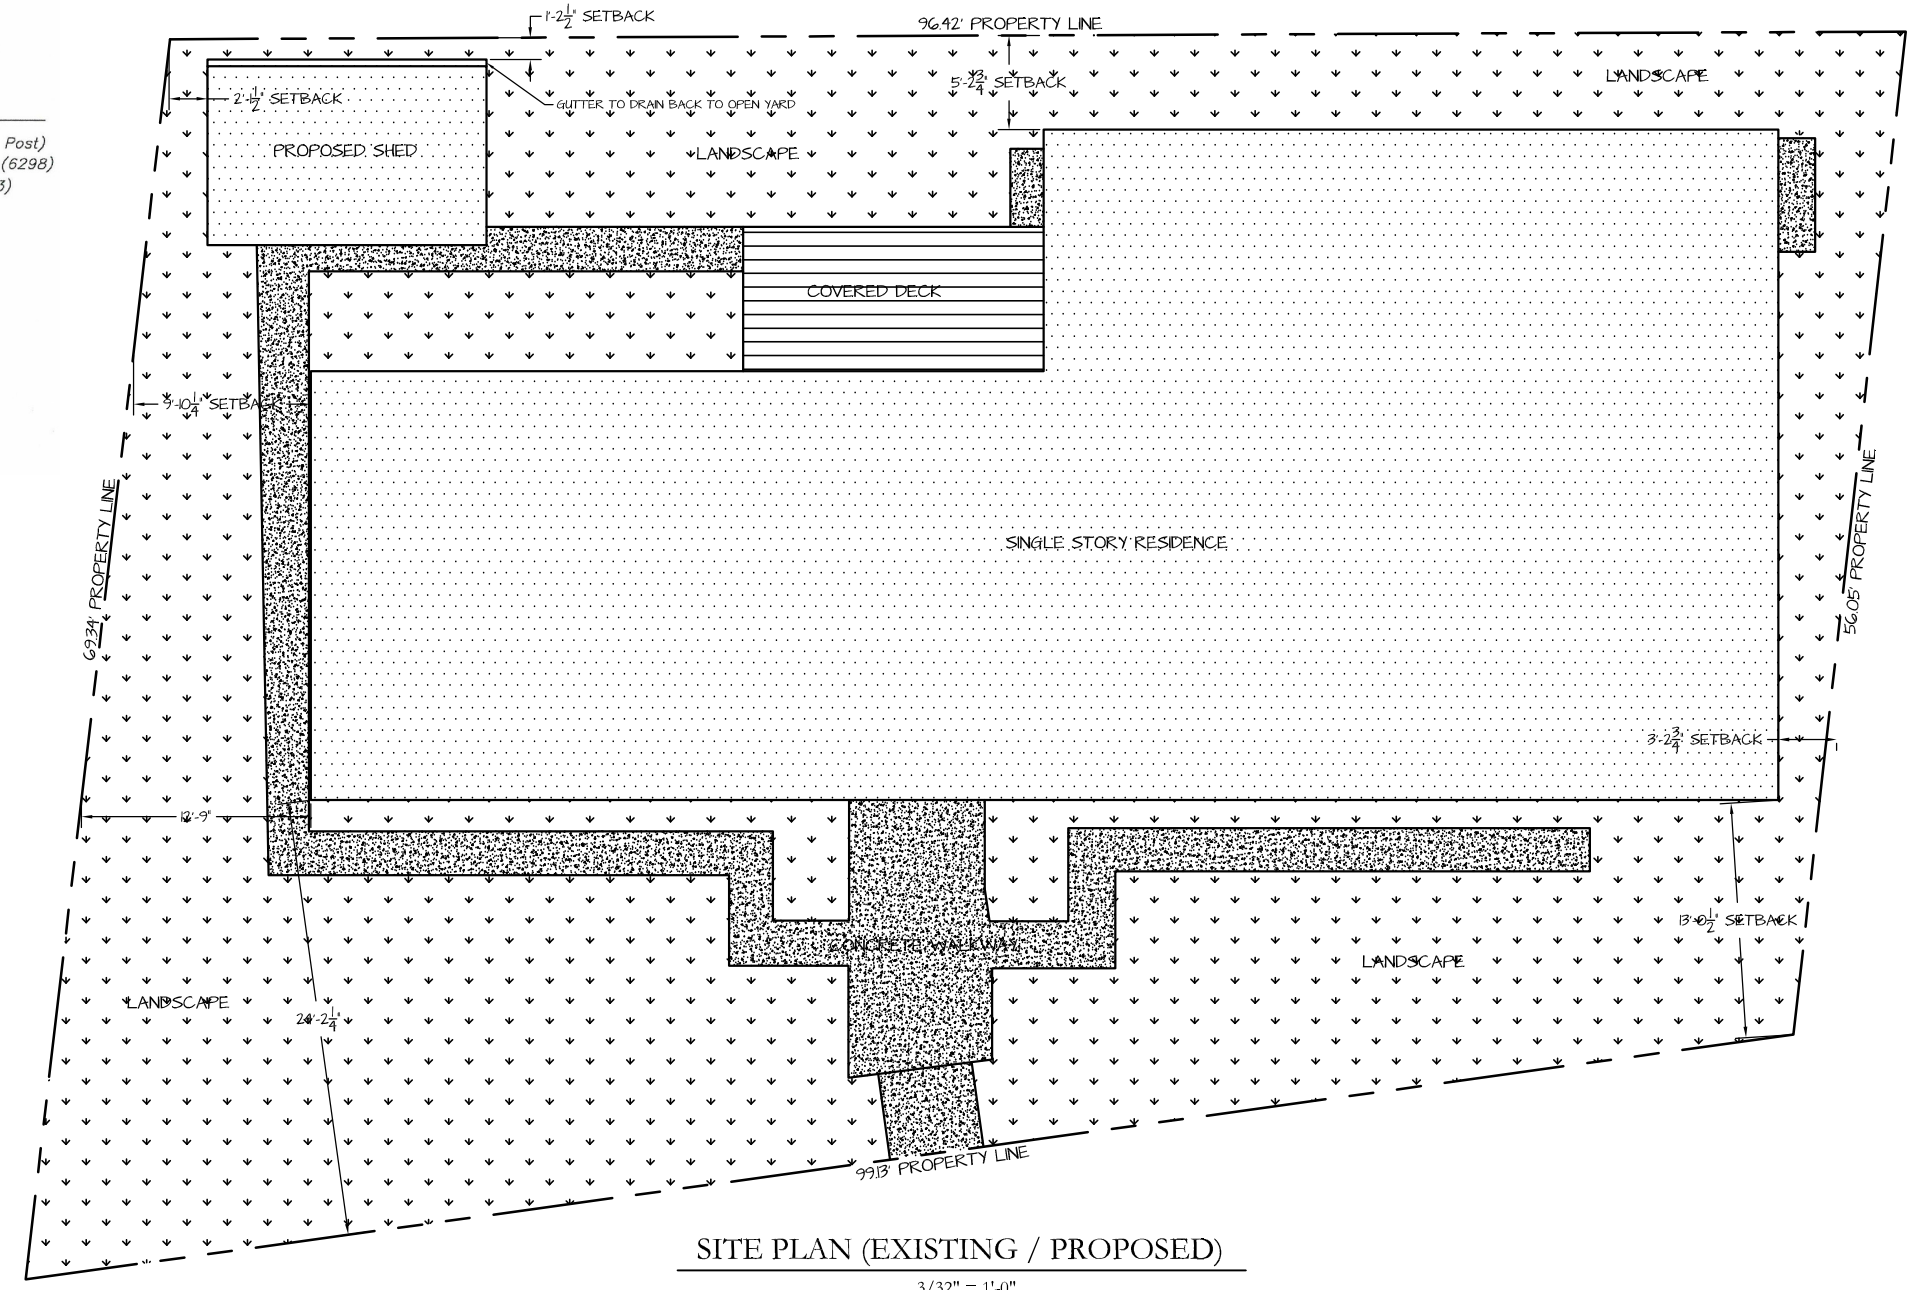 1'-2 1/2" SETBACK
96.42' PROPERTY LINE
5'-2 3/4" SETBACK
LANDSCAPE
2'-1/2" SETBACK
GUTTER TO DRAIN BACK TO OPEN YARD
Post)
(6298)
3)
PROPOSED SHED
LANDSCAPE
COVERED DECK
9'-10 1/4" SETBACK
69.34' PROPERTY LINE
56.05' PROPERTY LINE
SINGLE STORY RESIDENCE
3'-2 3/4" SETBACK
12'-9"
13'-0 1/2" SETBACK
CONCRETE WALKWAY
LANDSCAPE
LANDSCAPE
24'-2 1/4"
99.13' PROPERTY LINE
SITE PLAN (EXISTING / PROPOSED)
3/32" = 1'-0"